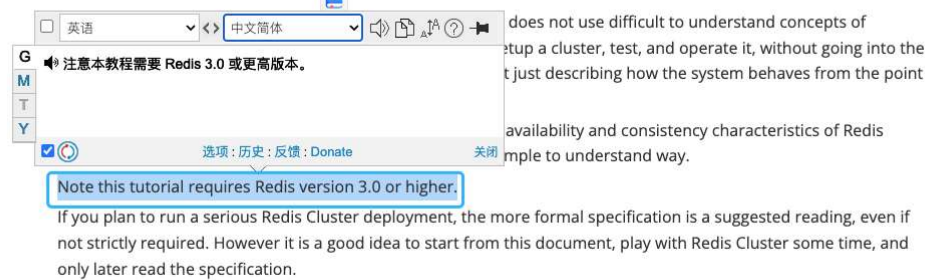 英语 <> 中文简体
does not use difficult to understand concepts of
etup a cluster, test, and operate it, without going into the
G 注意本教程需要 Redis 3.0 或更高版本。
t just describing how the system behaves from the point
M
T
Y
availability and consistency characteristics of Redis
选项 : 历史 : 反馈 : Donate 关闭
mple to understand way.
Note this tutorial requires Redis version 3.0 or higher.
If you plan to run a serious Redis Cluster deployment, the more formal specification is a suggested reading, even if
not strictly required. However it is a good idea to start from this document, play with Redis Cluster some time, and
only later read the specification.